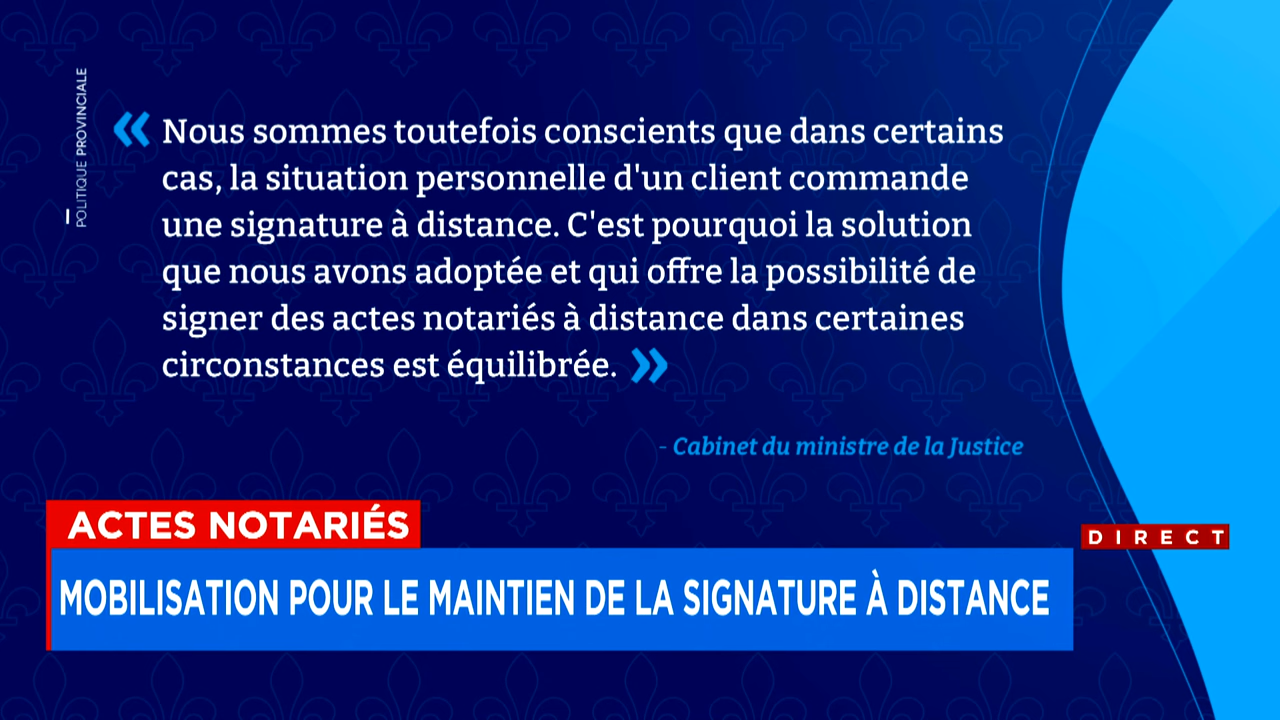 POLITIQUE PROVINCIALE
« Nous sommes toutefois conscients que dans certains
cas, la situation personnelle d'un client commande
une signature à distance. C'est pourquoi la solution
que nous avons adoptée et qui offre la possibilité de
signer des actes notariés à distance dans certaines
circonstances est équilibrée. »
- Cabinet du ministre de la Justice
ACTES NOTARIÉS
DIRECT
MOBILISATION POUR LE MAINTIEN DE LA SIGNATURE À DISTANCE